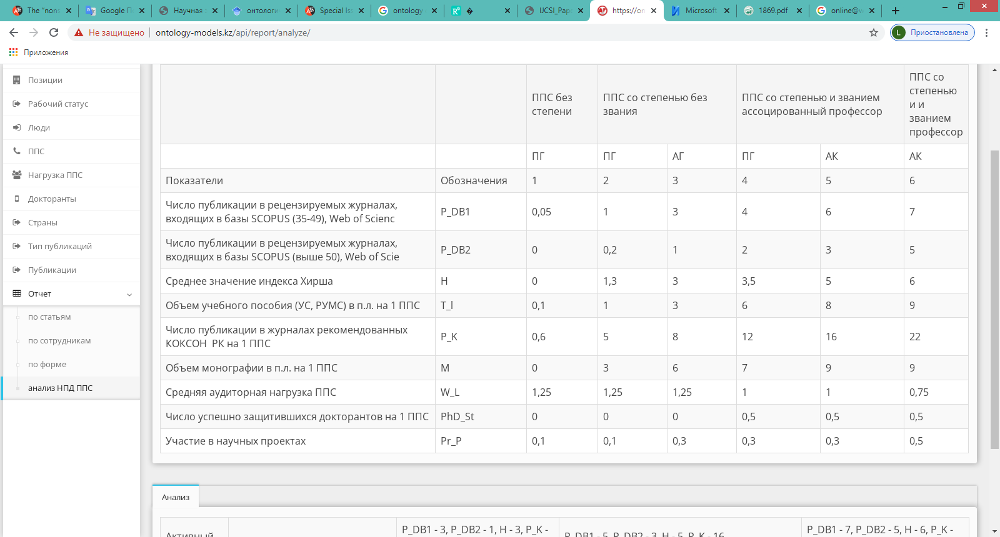 The "nons
Google П
Научная з
онтологи
Special Iss
ontology
IJCSI_Pape
https://on
Microsoft
1869.pdf
online@w
Не защищено
ontology-models.kz/api/report/analyze/
L
Приостановлена
Приложения
Позиции
Рабочий статус
Люди
ППС
Нагрузка ППС
Докторанты
Страны
Тип публикаций
Публикации
Отчет
по статьям
по сотрудникам
по форме
анализ НПД ППС
ППС без
степени
ППС со степенью без
звания
ППС со степенью и званием
ассоцированный профессор
ППС со
степенью
и и
званием
профессор
ПГ ПГ АГ ПГ АК АК
Показатели Обозначения 1 2 3 4 5 6
Число публикации в рецензируемых журналах,
входящих в базы SCOPUS (35-49), Web of Scienc P_DB1 0,05 1 3 4 6 7
Число публикации в рецензируемых журналах,
входящих в базы SCOPUS (выше 50), Web of Scie P_DB2 0 0,2 1 2 3 5
Среднее значение индекса Хирша H 0 1,3 3 3,5 5 6
Объем учебного пособия (УС, РУМС) в п.л. на 1 ППС T_l 0,1 1 3 6 8 9
Число публикации в журналах рекомендованных
КОКСОН РК на 1 ППС P_K 0,6 5 8 12 16 22
Объем монографии в п.л. на 1 ППС M 0 3 6 7 9 9
Средняя аудиторная нагрузка ППС W_L 1,25 1,25 1,25 1 1 0,75
Число успешно защитившихся докторантов на 1 ППС PhD_St 0 0 0 0,5 0,5 0,5
Участие в научных проектах Pr_P 0,1 0,1 0,3 0,3 0,3 0,5
Анализ
Активный
P_DB1 - 3, P_DB2 - 1, H - 3, P_K -
P_DB1 - 5, P_DB2 - 3, H - 5, P_K - 16
P_DB1 - 7, P_DB2 - 5, H - 6, P_K -